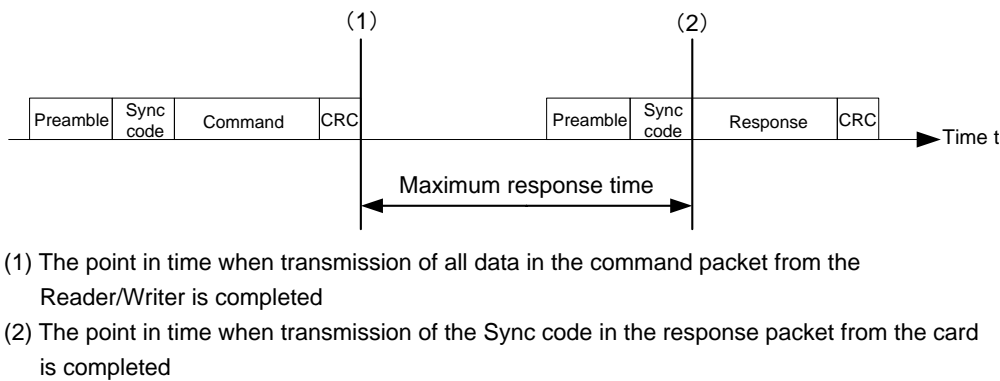 (1) (2)
Preamble Sync code Command CRC Preamble Sync code Response CRC
Time t
Maximum response time
(1) The point in time when transmission of all data in the command packet from the
Reader/Writer is completed
(2) The point in time when transmission of the Sync code in the response packet from the card
is completed